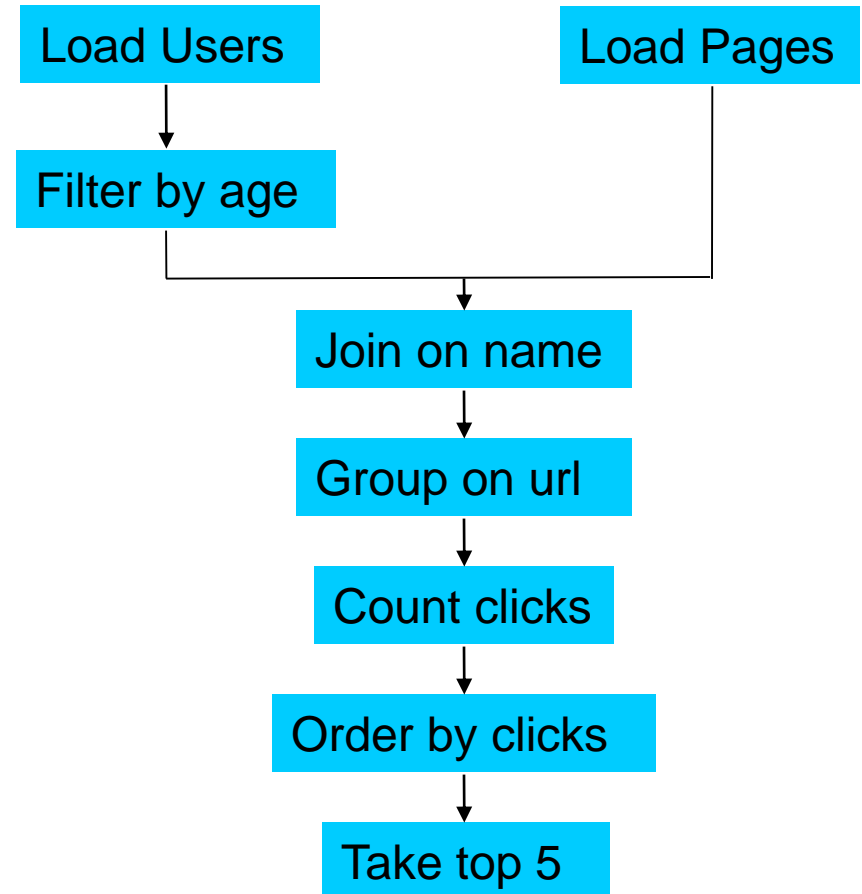 Load Users
Load Pages
Filter by age
Join on name
Group on url
Count clicks
Order by clicks
Take top 5